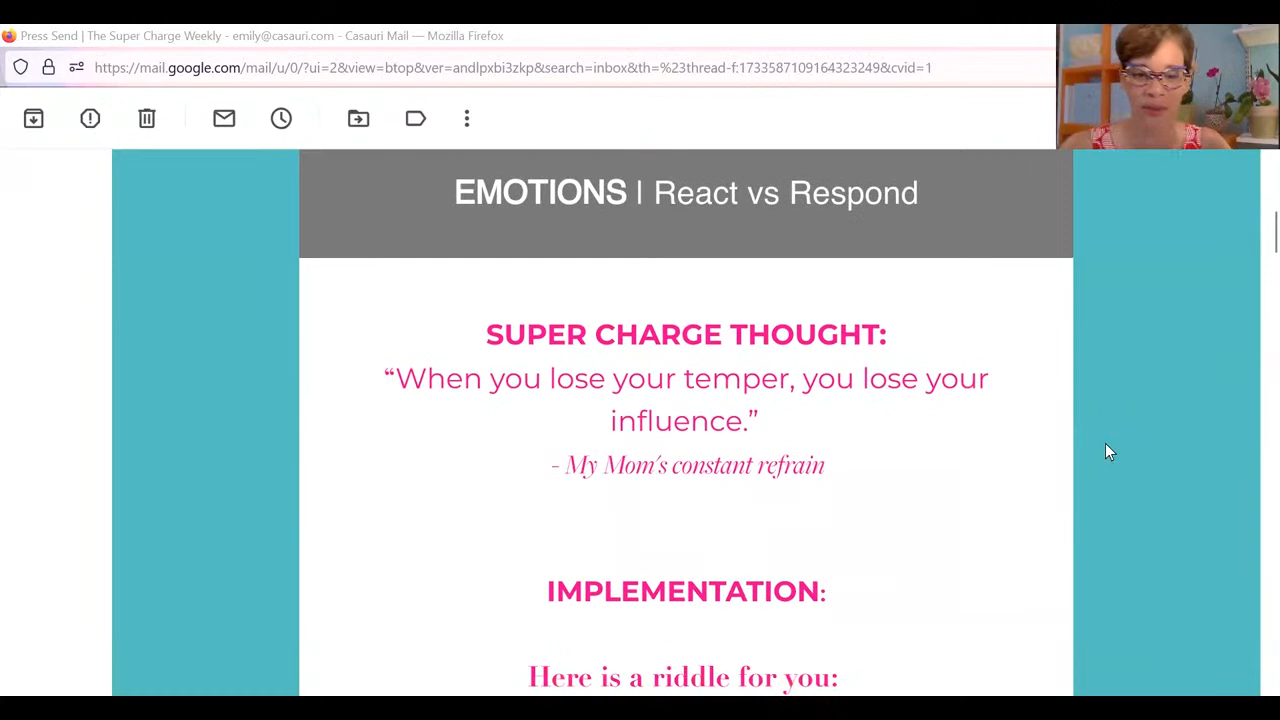 Press Send | The Super Charge Weekly - emily@casauri.com - Casauri Mail — Mozilla Firefox
https://mail.google.com/mail/u/0/?ui=2&view=btop&ver=andlpxbi3zkp&search=inbox&th=%23thread-f:1733587109164323249&cvid=1
EMOTIONS | React vs Respond
SUPER CHARGE THOUGHT:
“When you lose your temper, you lose your
influence.”
- My Mom's constant refrain
IMPLEMENTATION:
Here is a riddle for you: